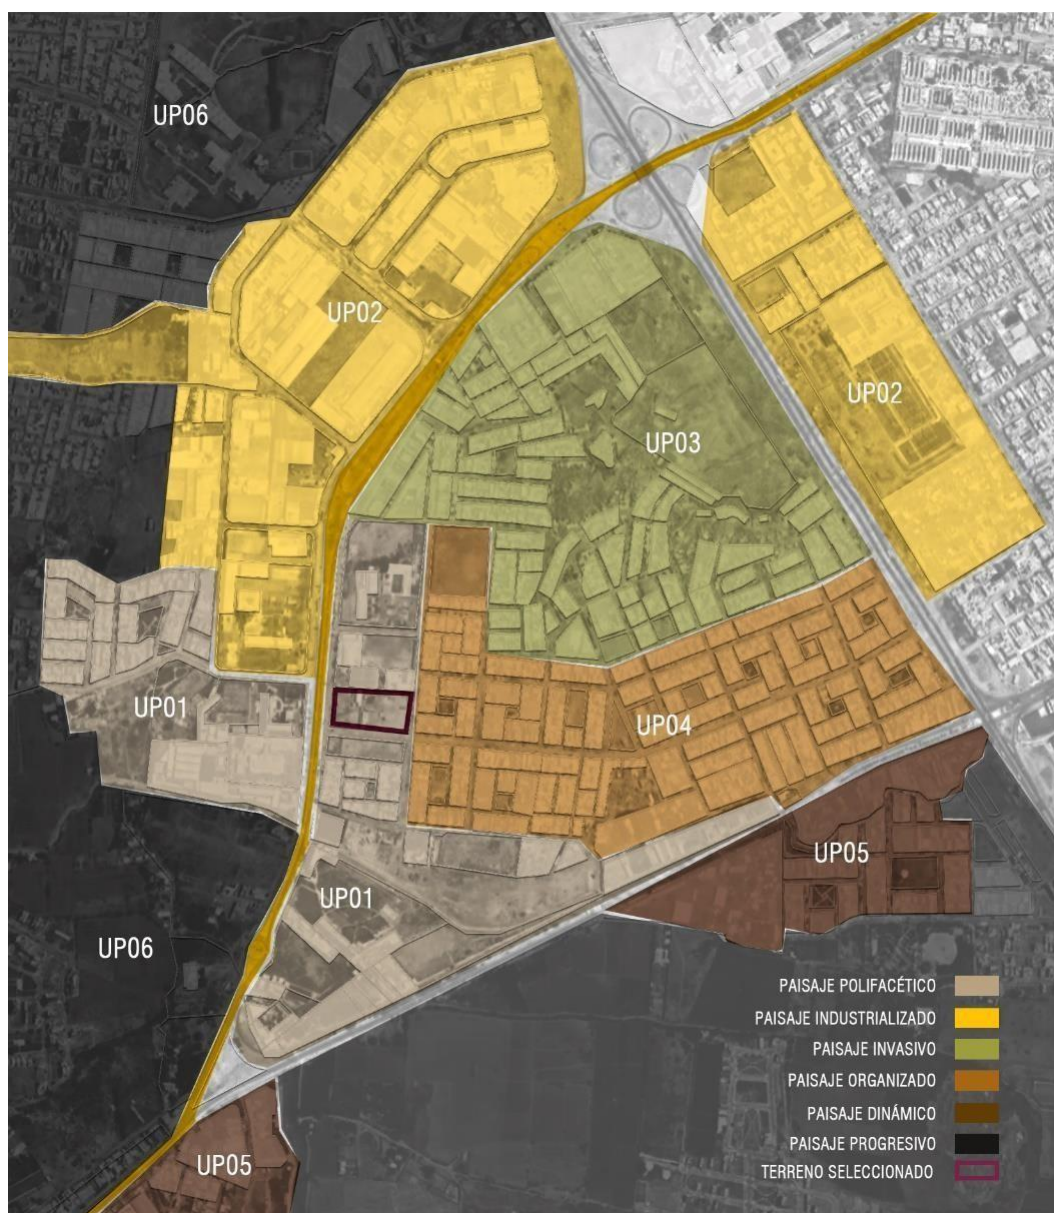 UP06
UP02
UP02
UP03
UP01
UP04
UP05
UP01
UP06
PAISAJE POLIFACÉTICO
PAISAJE INDUSTRIALIZADO
PAISAJE INVASIVO
PAISAJE ORGANIZADO
PAISAJE DINÁMICO
PAISAJE PROGRESIVO
TERRENO SELECCIONADO
UP05